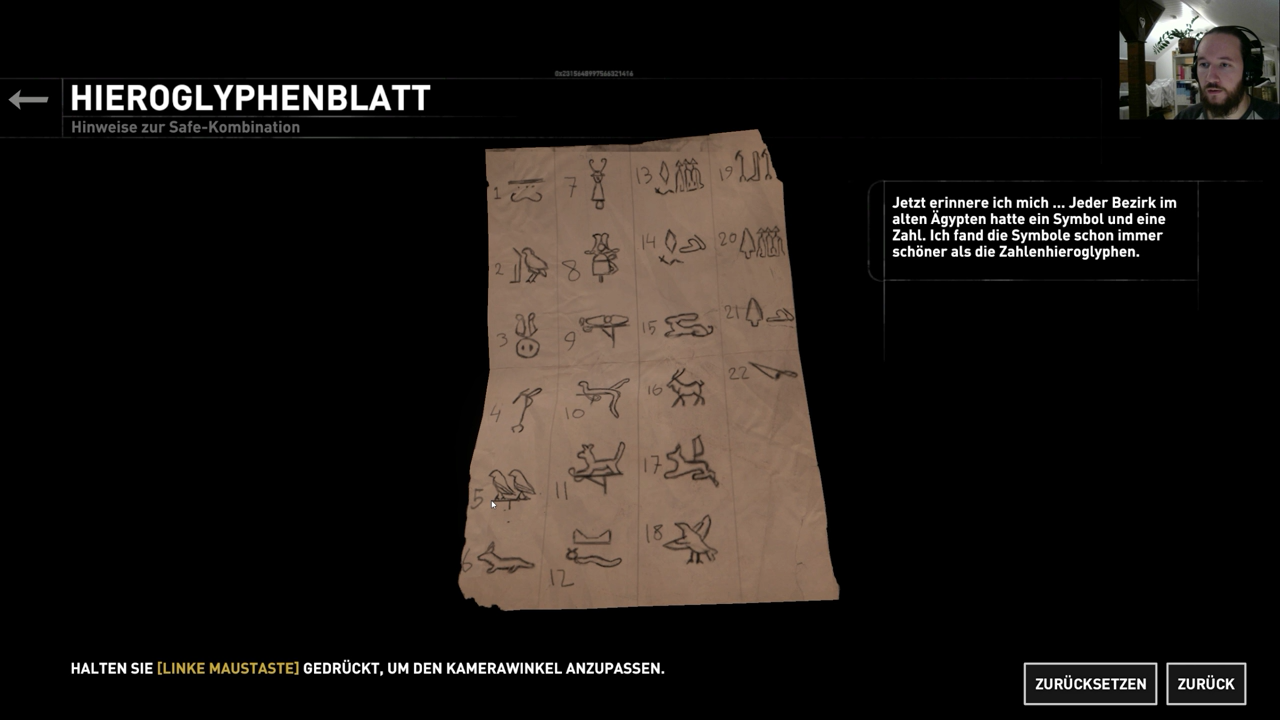 HIEROGLYPHENBLATT
Hinweise zur Safe-Kombination
Jetzt erinnere ich mich ... Jeder Bezirk im
alten Ägypten hatte ein Symbol und eine
Zahl. Ich fand die Symbole schon immer
schöner als die Zahlenhieroglyphen.
1
2
3
4
5
6
7
8
9
10
11
12
13
14
15
16
17
18
19
20
21
22
HALTEN SIE [LINKE MAUSTASTE] GEDRÜCKT, UM DEN KAMERAWINKEL ANZUPASSEN.
ZURÜCKSETZEN
ZURÜCK